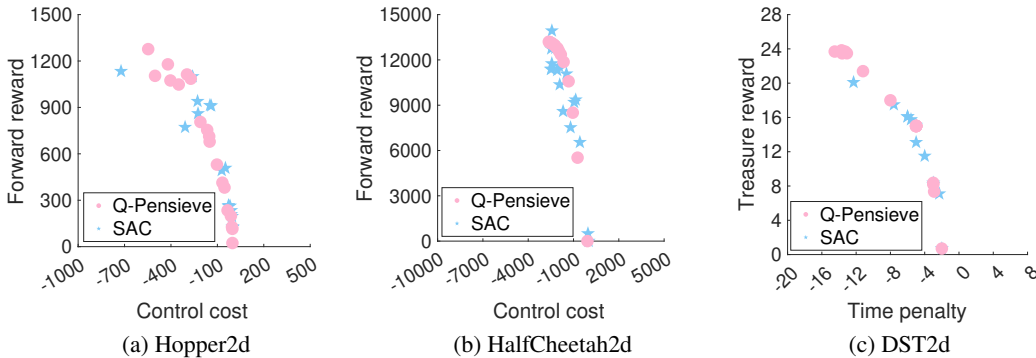 1500
1200
900
600
300
0
-1000
-700
-400
-100
200
500
Forward reward
Control cost
Q-Pensieve
SAC
(a) Hopper2d
15000
12000
9000
6000
3000
0
-10000
-7000
-4000
-1000
2000
5000
Forward reward
Control cost
Q-Pensieve
SAC
(b) HalfCheetah2d
28
24
20
16
12
8
4
0
-20
-16
-12
-8
-4
0
4
8
Treasure reward
Time penalty
Q-Pensieve
SAC
(c) DST2d